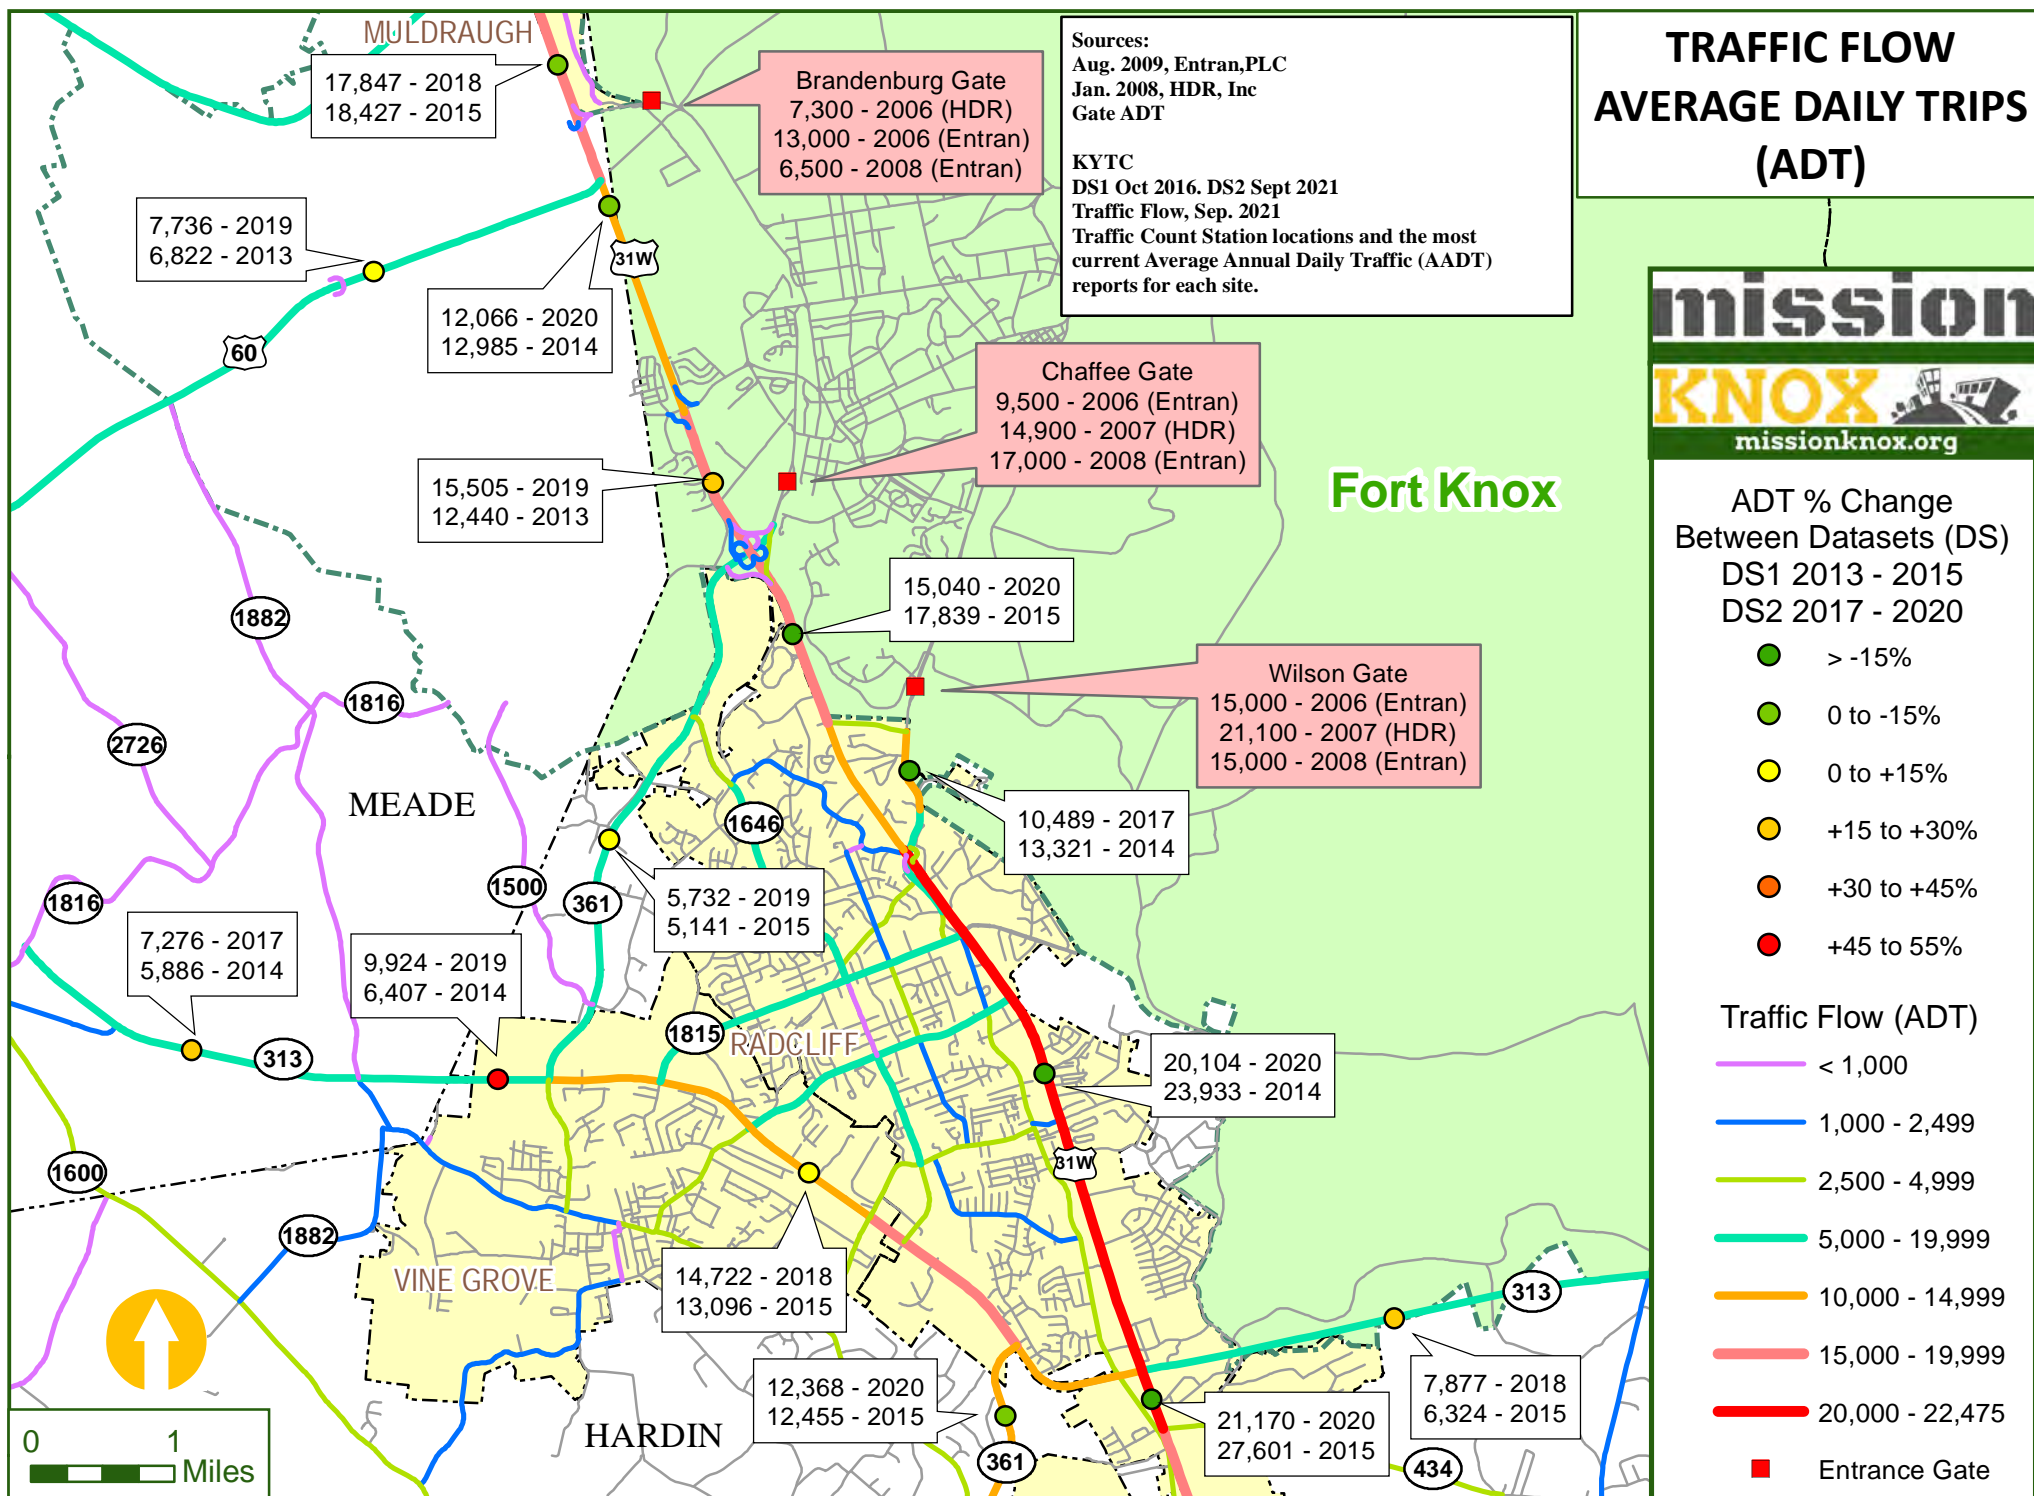 TRAFFIC FLOW
AVERAGE DAILY TRIPS
(ADT)
Sources:
Aug. 2009, Entran,PLC
Jan. 2008, HDR, Inc
Gate ADT
KYTC
DS1 Oct 2016. DS2 Sept 2021
Traffic Flow, Sep. 2021
Traffic Count Station locations and the most
current Average Annual Daily Traffic (AADT)
reports for each site.
MULDRAUGH
17,847 - 2018
18,427 - 2015
Brandenburg Gate
7,300 - 2006 (HDR)
13,000 - 2006 (Entran)
6,500 - 2008 (Entran)
7,736 - 2019
6,822 - 2013
31W
12,066 - 2020
12,985 - 2014
60
Chaffee Gate
9,500 - 2006 (Entran)
14,900 - 2007 (HDR)
17,000 - 2008 (Entran)
15,505 - 2019
12,440 - 2013
Fort Knox
15,040 - 2020
17,839 - 2015
1882
Wilson Gate
15,000 - 2006 (Entran)
21,100 - 2007 (HDR)
15,000 - 2008 (Entran)
1816
2726
MEADE
1646
10,489 - 2017
13,321 - 2014
1500
361
1816
5,732 - 2019
5,141 - 2015
7,276 - 2017
5,886 - 2014
9,924 - 2019
6,407 - 2014
1815
RADCLIFF
313
20,104 - 2020
23,933 - 2014
31W
1600
1882
VINE GROVE
14,722 - 2018
13,096 - 2015
313
12,368 - 2020
12,455 - 2015
7,877 - 2018
6,324 - 2015
HARDIN
21,170 - 2020
27,601 - 2015
361
434
0 1
Miles
mission
KNOX
missionknox.org
ADT % Change
Between Datasets (DS)
DS1 2013 - 2015
DS2 2017 - 2020
> -15%
0 to -15%
0 to +15%
+15 to +30%
+30 to +45%
+45 to 55%
Traffic Flow (ADT)
< 1,000
1,000 - 2,499
2,500 - 4,999
5,000 - 19,999
10,000 - 14,999
15,000 - 19,999
20,000 - 22,475
Entrance Gate